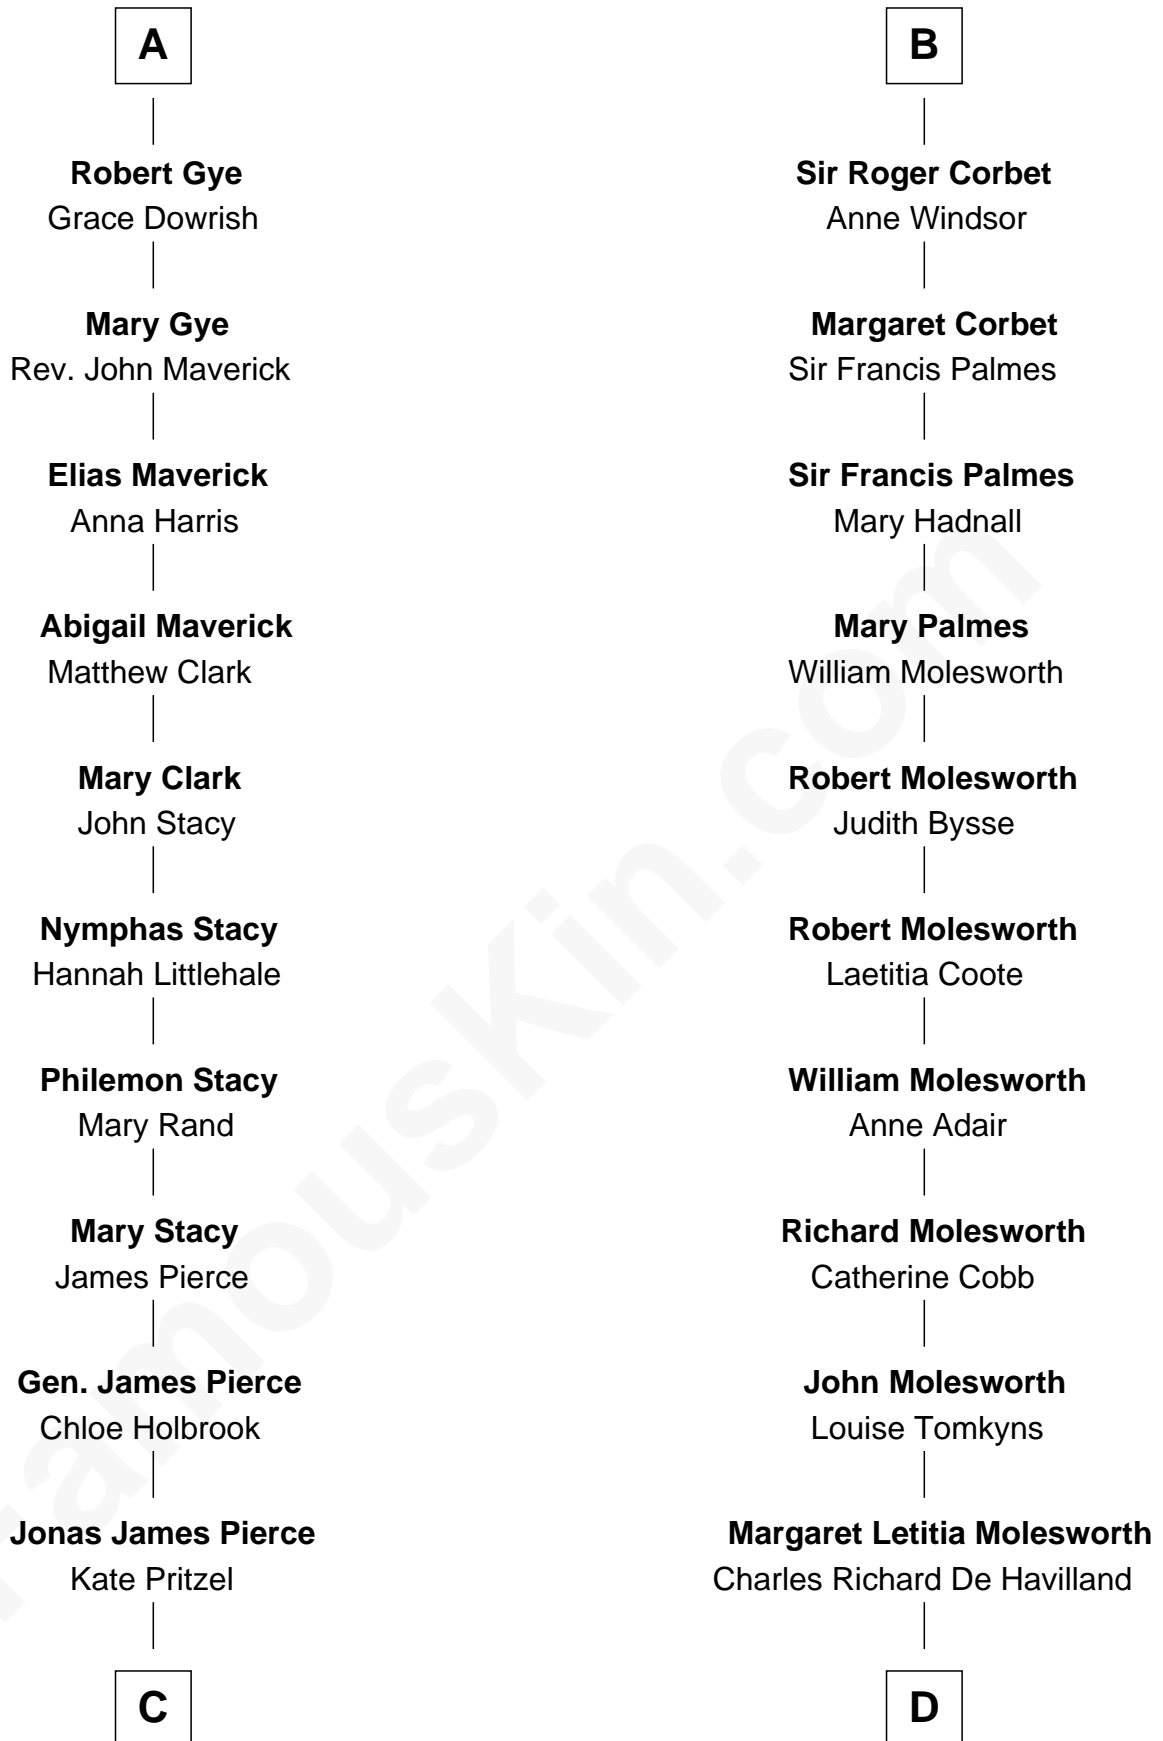 A
Robert Gye
Grace Dowrish
Mary Gye
Rev. John Maverick
Elias Maverick
Anna Harris
Abigail Maverick
Matthew Clark
Mary Clark
John Stacy
Nymphas Stacy
Hannah Littlehale
Philemon Stacy
Mary Rand
Mary Stacy
James Pierce
Gen. James Pierce
Chloe Holbrook
Jonas James Pierce
Kate Pritzel
C
B
Sir Roger Corbet
Anne Windsor
Margaret Corbet
Sir Francis Palmes
Sir Francis Palmes
Mary Hadnall
Mary Palmes
William Molesworth
Robert Molesworth
Judith Bysse
Robert Molesworth
Laetitia Coote
William Molesworth
Anne Adair
Richard Molesworth
Catherine Cobb
John Molesworth
Louise Tomkyns
Margaret Letitia Molesworth
Charles Richard De Havilland
D
FamousKin.com